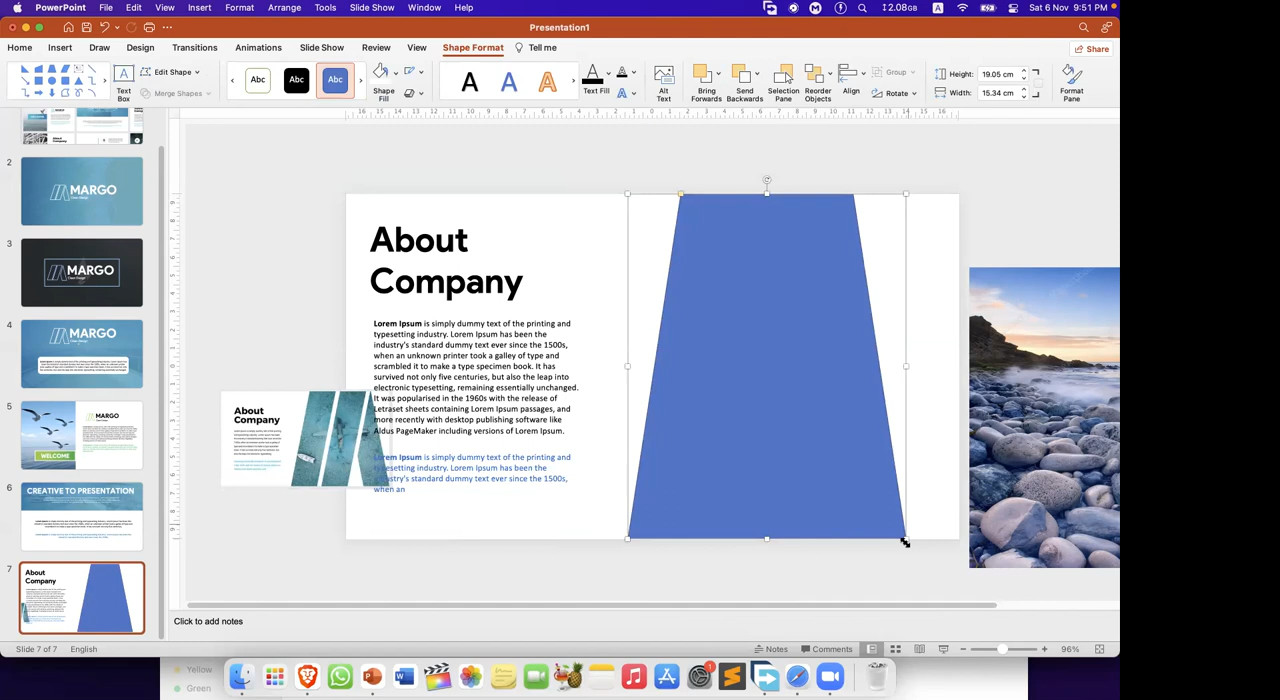 PowerPoint File Edit View Insert Format Arrange Tools Slide Show Window Help 12.08GB A Sat 6 Nov 9:51 PM
Presentation1
Home Insert Draw Design Transitions Animations Slide Show Review View Shape Format Tell me Share
Text Box Edit Shape Merge Shapes Abc Abc Abc Shape Fill A A A Text Fill Alt Text Bring Forwards Send Backwards Selection Pane Reorder Objects Align Group Rotate Height: 19.05 cm Width: 15.34 cm Format Pane
2
MARGO
3
MARGO
4
MARGO
5
MARGO
WELCOME
6
CREATIVE TO PRESENTATION
7
About
Company
About
Company
Lorem Ipsum is simply dummy text of the printing and
typesetting industry. Lorem Ipsum has been the
industry's standard dummy text ever since the 1500s,
when an unknown printer took a galley of type and
scrambled it to make a type specimen book. It has
survived not only five centuries, but also the leap into
electronic typesetting, remaining essentially unchanged.
It was popularised in the 1960s with the release of
Letraset sheets containing Lorem Ipsum passages, and
more recently with desktop publishing software like
Aldus PageMaker including versions of Lorem Ipsum.
Lorem Ipsum is simply dummy text of the printing and
typesetting industry. Lorem Ipsum has been the
industry's standard dummy text ever since the 1500s,
when an
About
Company
Click to add notes
Slide 7 of 7 English Notes Comments 96%
Yellow
Green